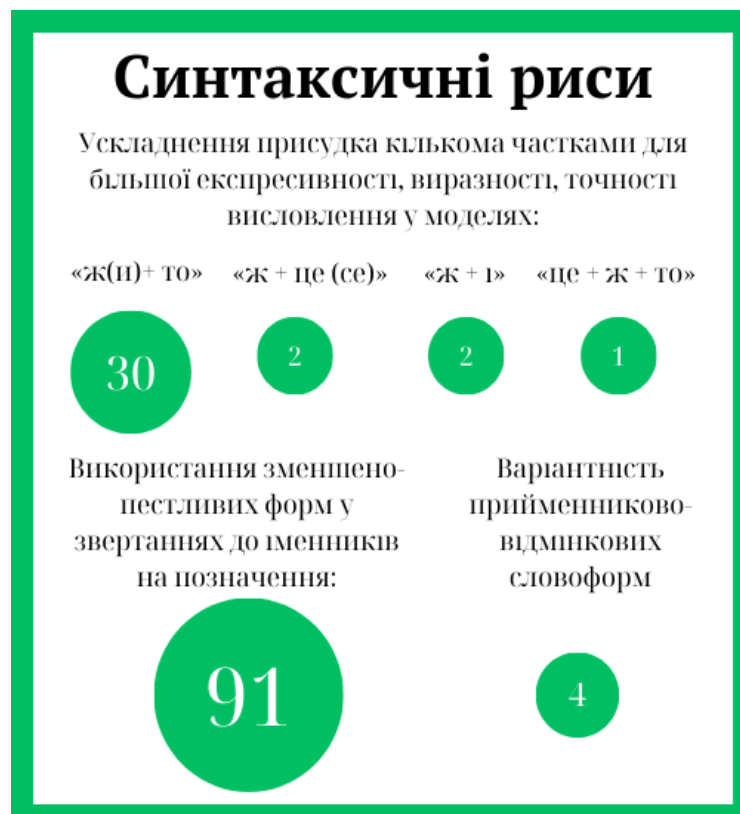 Синтаксичні риси
Ускладнення присудка кількома частками для
більшої експресивності, виразності, точності
висловлення у моделях:
«ж(и)+ то» «ж + це (се)» «ж + і» «це + ж + то»
30 2 2 1
Використання зменшено-
пестливих форм у
звертаннях до іменників
на позначення:
91
Варіантність
прийменниково-
відмінкових
словоформ
4